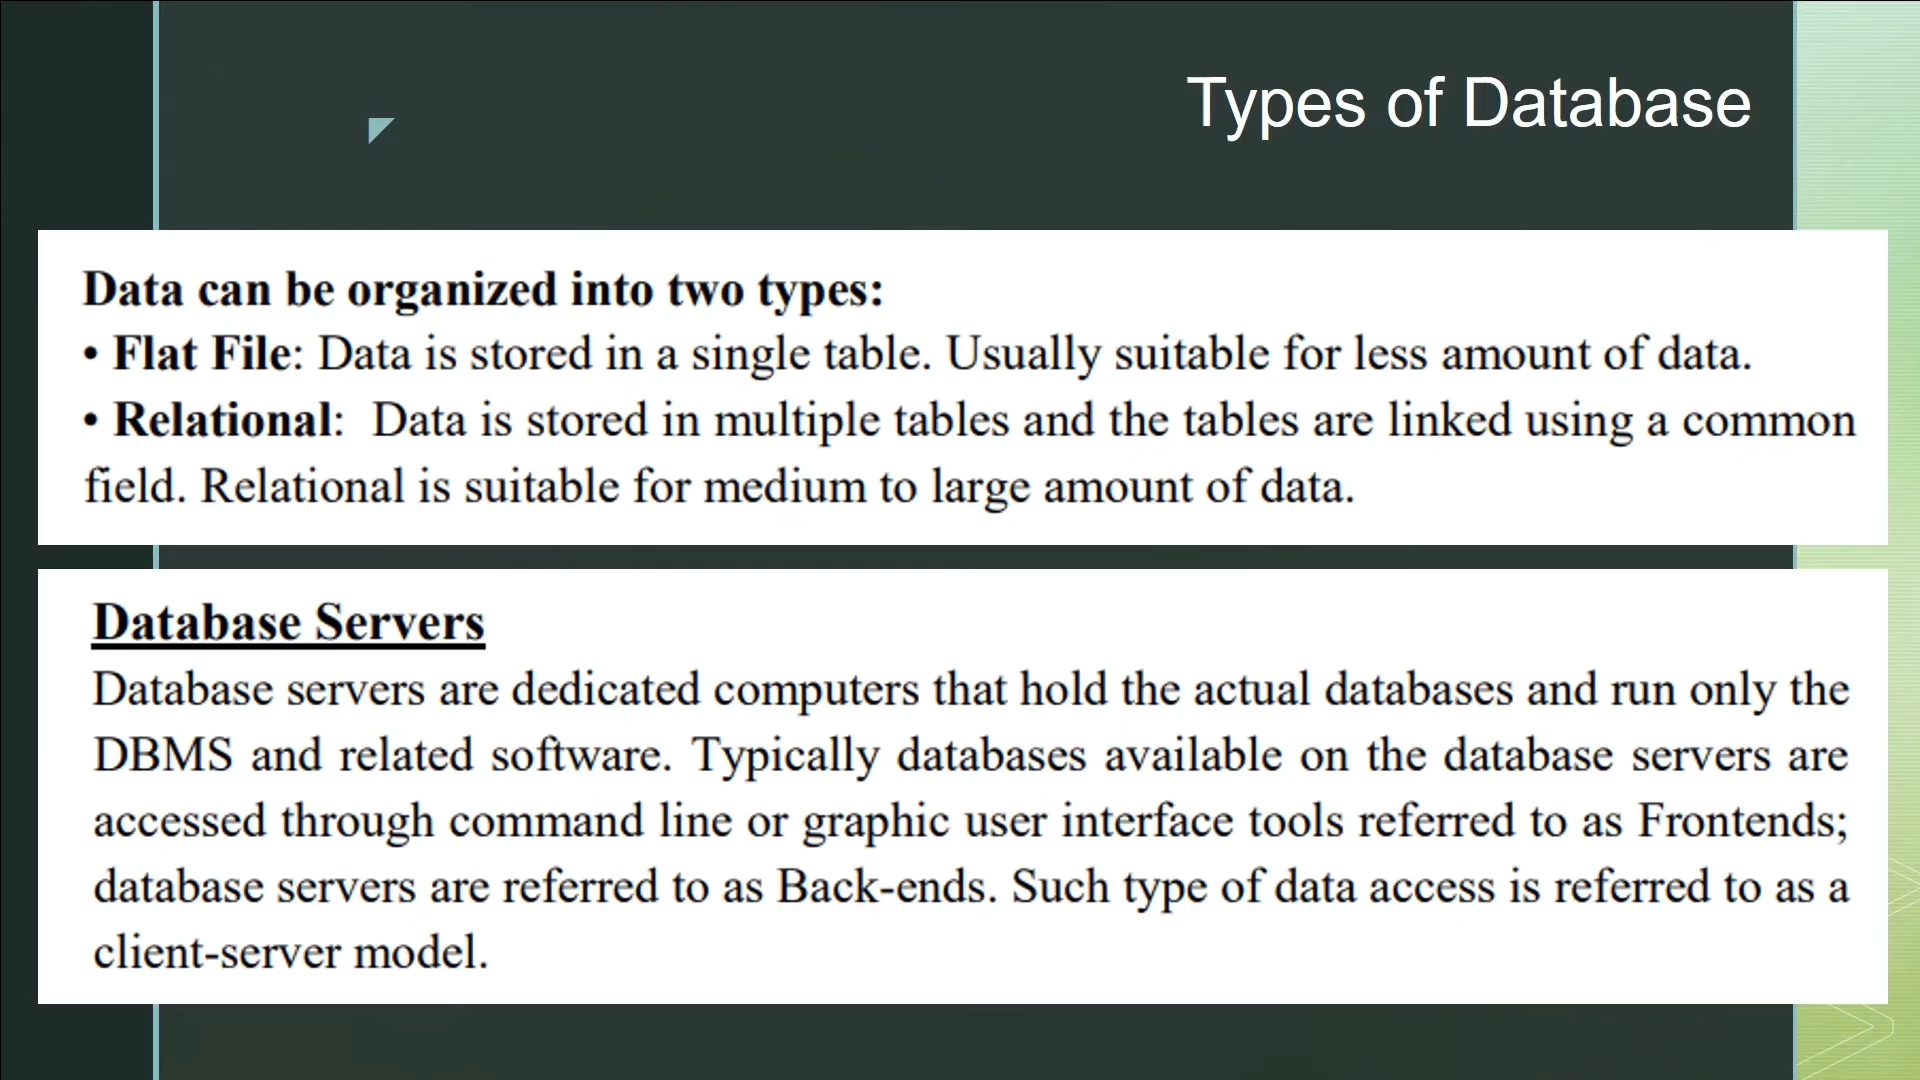 Types of Database
Data can be organized into two types:
• Flat File: Data is stored in a single table. Usually suitable for less amount of data.
• Relational:  Data is stored in multiple tables and the tables are linked using a common
field. Relational is suitable for medium to large amount of data.
Database Servers
Database servers are dedicated computers that hold the actual databases and run only the
DBMS and related software. Typically databases available on the database servers are
accessed through command line or graphic user interface tools referred to as Frontends;
database servers are referred to as Back-ends. Such type of data access is referred to as a
client-server model.